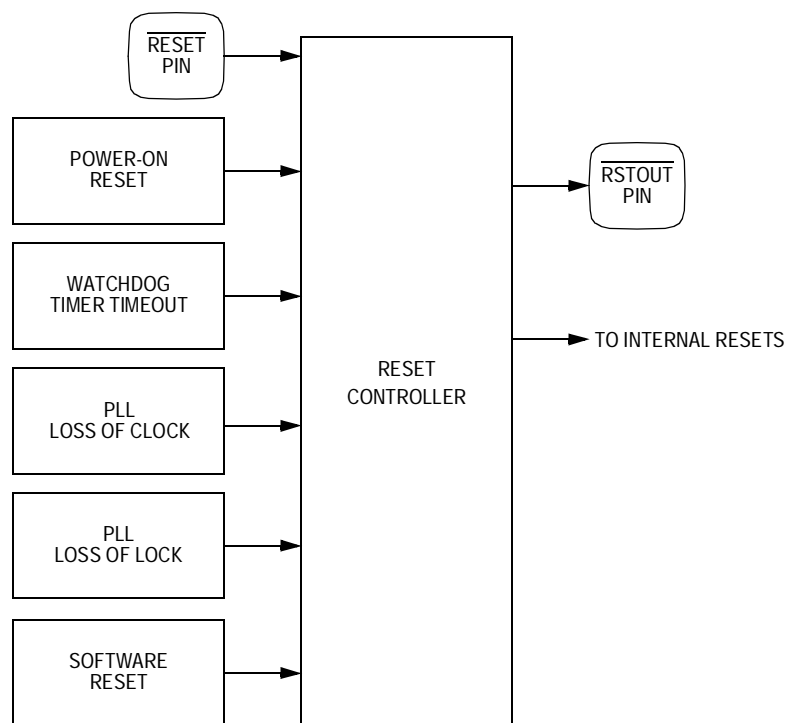 RESET
PIN
POWER-ON
RESET
WATCHDOG
TIMER TIMEOUT
PLL
LOSS OF CLOCK
PLL
LOSS OF LOCK
SOFTWARE
RESET
RESET
CONTROLLER
RSTOUT
PIN
TO INTERNAL RESETS